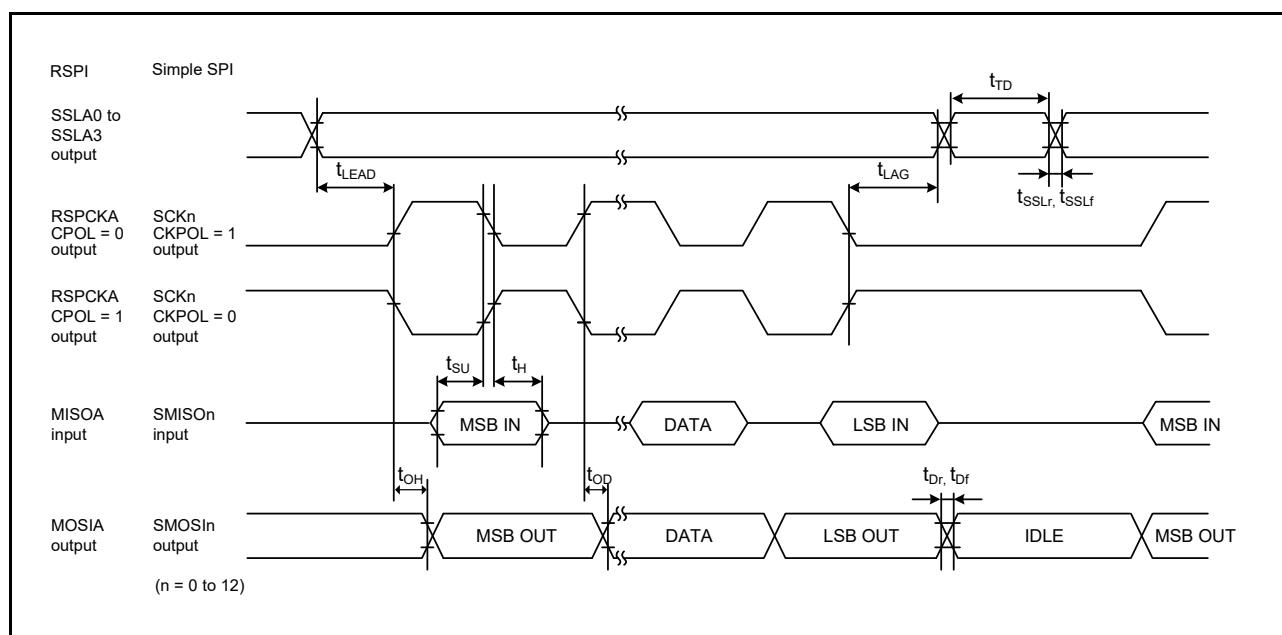 RSPI Simple SPI
tTD
SSLA0 to
SSLA3
output
tLEAD tLAG
tSSLr, tSSLf
RSPCKA SCKn
CPOL = 0 CKPOL = 1
output output
RSPCKA SCKn
CPOL = 1 CKPOL = 0
output output
tSU tH
MISOA SMISOn
input input
MSB IN DATA LSB IN MSB IN
tOH tOD tDr, tDf
MOSIA SMOSIn
output output
MSB OUT DATA LSB OUT IDLE MSB OUT
(n = 0 to 12)